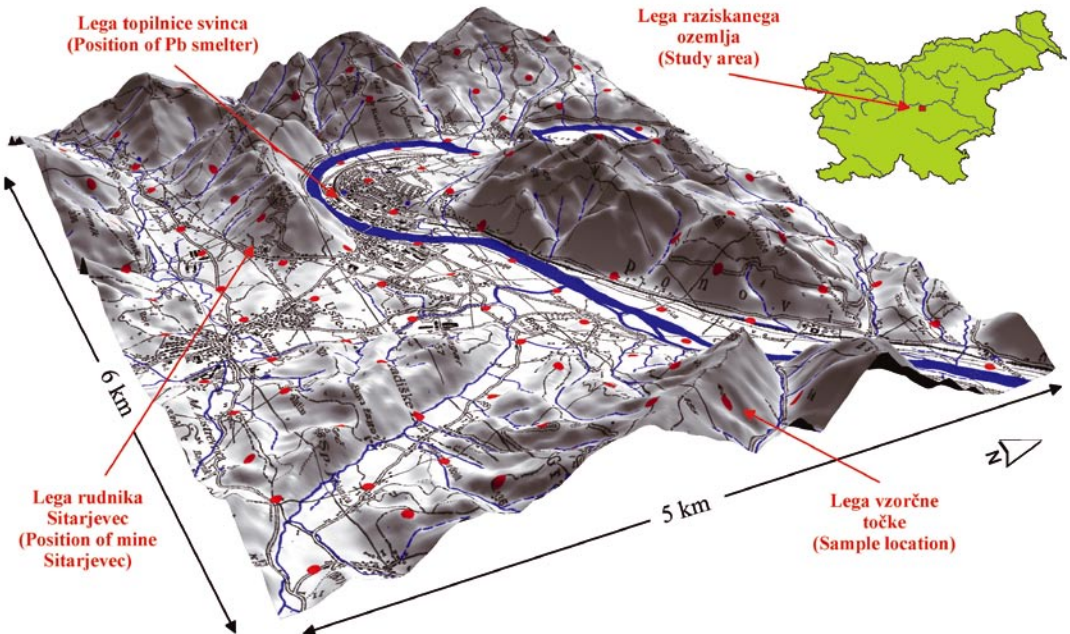 Lega topilnice svinca
(Position of Pb smelter)
Lega raziskanega
ozemlja
(Study area)
P o n o v
6 km
5 km
N
Lega rudnika
Sitarjevec
(Position of mine
Sitarjevec)
Lega vzorčne
točke
(Sample location)